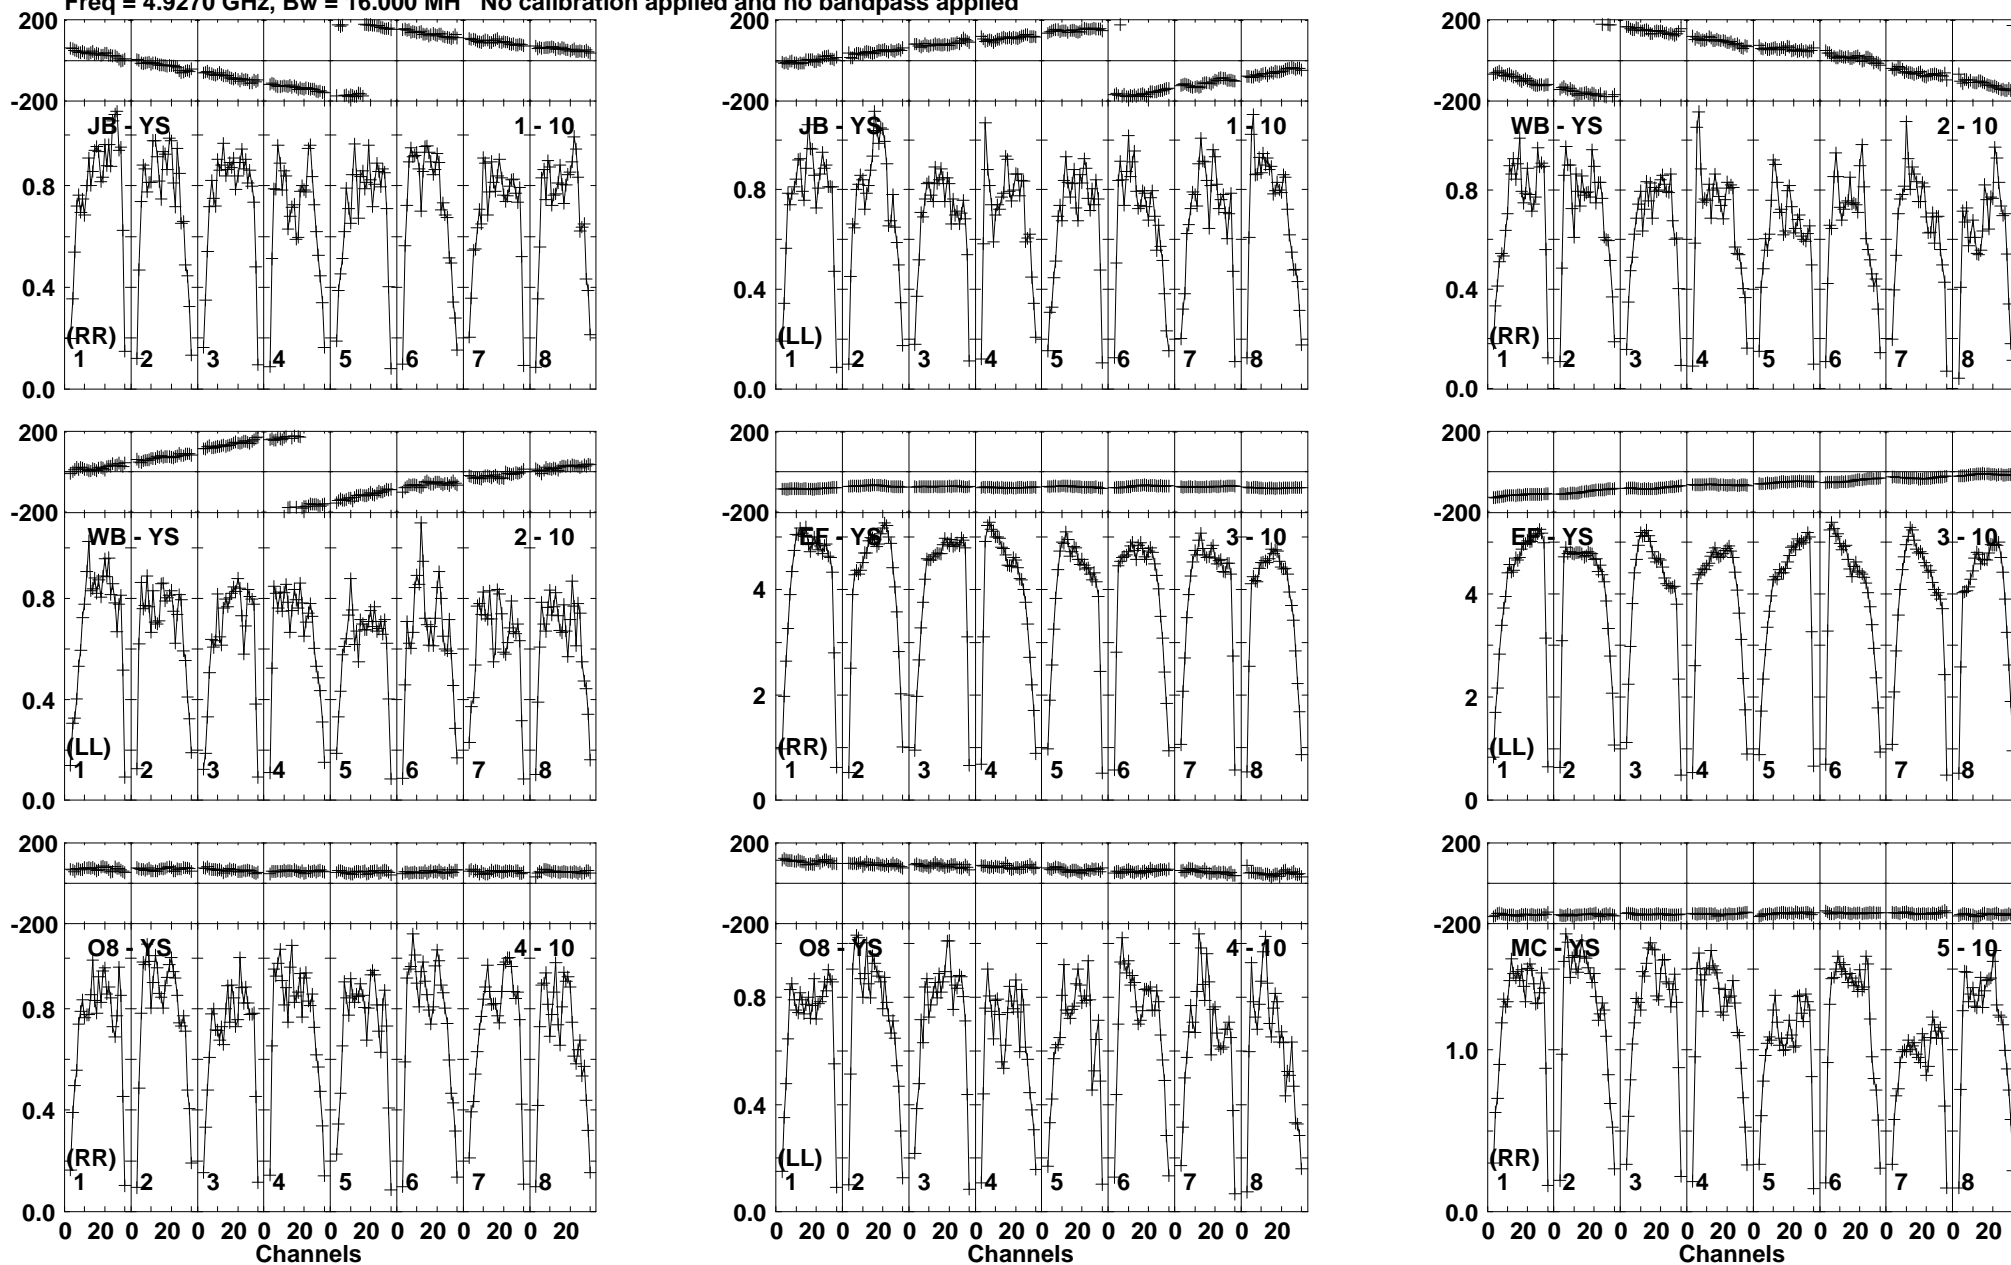 Freq = 4.9270 GHz, Bw = 16.000 MH No calibration applied and no bandpass applied
200 200 200
-200 -200 -200
JB - YS 1 - 10 JB - YS 1 - 10 WB - YS 2 - 10
0.8 0.8 0.8
0.4 0.4 0.4
(RR) (LL) (RR)
1 2 3 4 5 6 7 8 1 2 3 4 5 6 7 8 1 2 3 4 5 6 7 8
0.0 0.0 0.0
200 200 200
-200 -200 -200
WB - YS 2 - 10 EF - YS 3 - 10 EF - YS 3 - 10
0.8 4 4
0.4 2 2
(LL) (RR) (LL)
1 2 3 4 5 6 7 8 1 2 3 4 5 6 7 8 1 2 3 4 5 6 7 8
0.0 0 0
200 200 200
-200 -200 -200
O8 - YS 4 - 10 O8 - YS 4 - 10 MC - YS 5 - 10
0.8 0.8 1.0
0.4 0.4
(RR) (LL) (RR)
1 2 3 4 5 6 7 8 1 2 3 4 5 6 7 8 1 2 3 4 5 6 7 8
0.0 0.0 0.0
0 20 0 20 0 20 0 20 0 20 0 20 0 20 0 20 0 20 0 20 0 20 0 20 0 20 0 20 0 20 0 20 0 20 0 20 0 20 0 20 0 20 0 20 0 20 0 20
Channels Channels Channels